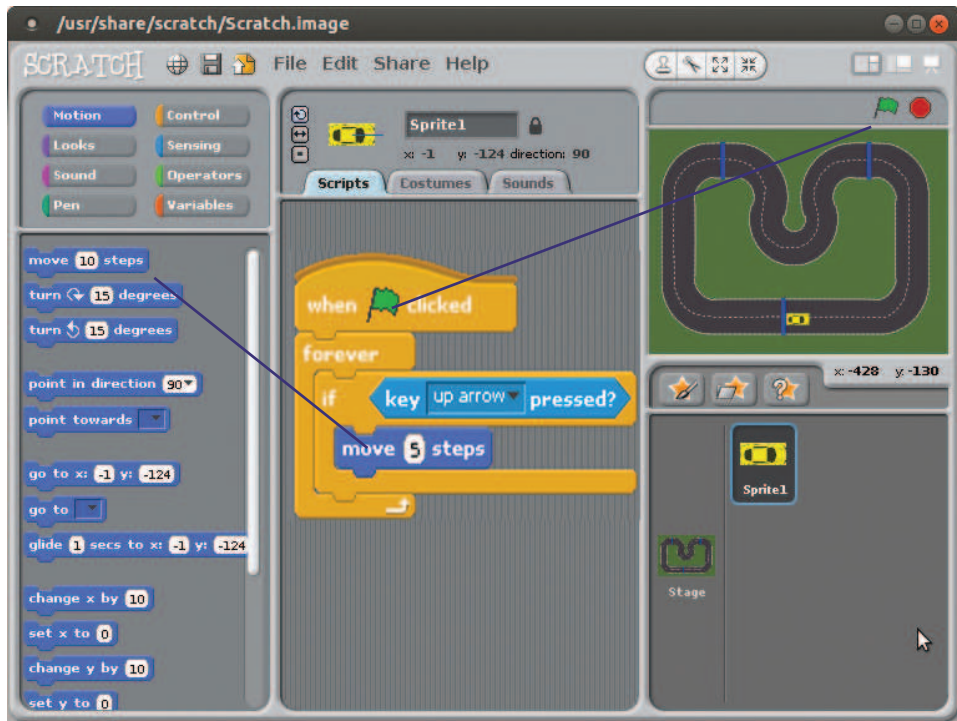 /usr/share/scratch/Scratch.image
SCRATCH File Edit Share Help
Motion Control
Looks Sensing
Sound Operators
Pen Variables
move 10 steps
turn 15 degrees
turn 15 degrees
point in direction 90
point towards
go to x: -1 y: -124
go to
glide 1 secs to x: -1 y: -124
change x by 10
set x to 0
change y by 10
set y to 0
Sprite1
x: -1 y: -124 direction: 90
Scripts Costumes Sounds
when clicked
forever
if key up arrow pressed?
move 5 steps
x: -428 y: -130
Sprite1
Stage